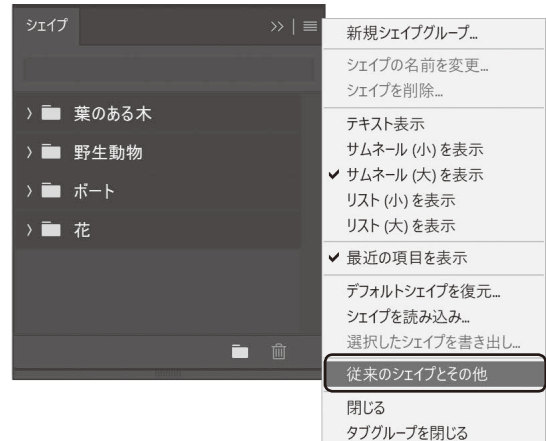 シェイプ
葉のある木
野生動物
ボート
花
新規シェイプグループ...
シェイプの名前を変更...
シェイプを削除...
テキスト表示
サムネール (小) を表示
サムネール (大) を表示
リスト (小) を表示
リスト (大) を表示
最近の項目を表示
デフォルトシェイプを復元...
シェイプを読み込み...
選択したシェイプを書き出し...
従来のシェイプとその他
閉じる
タブグループを閉じる